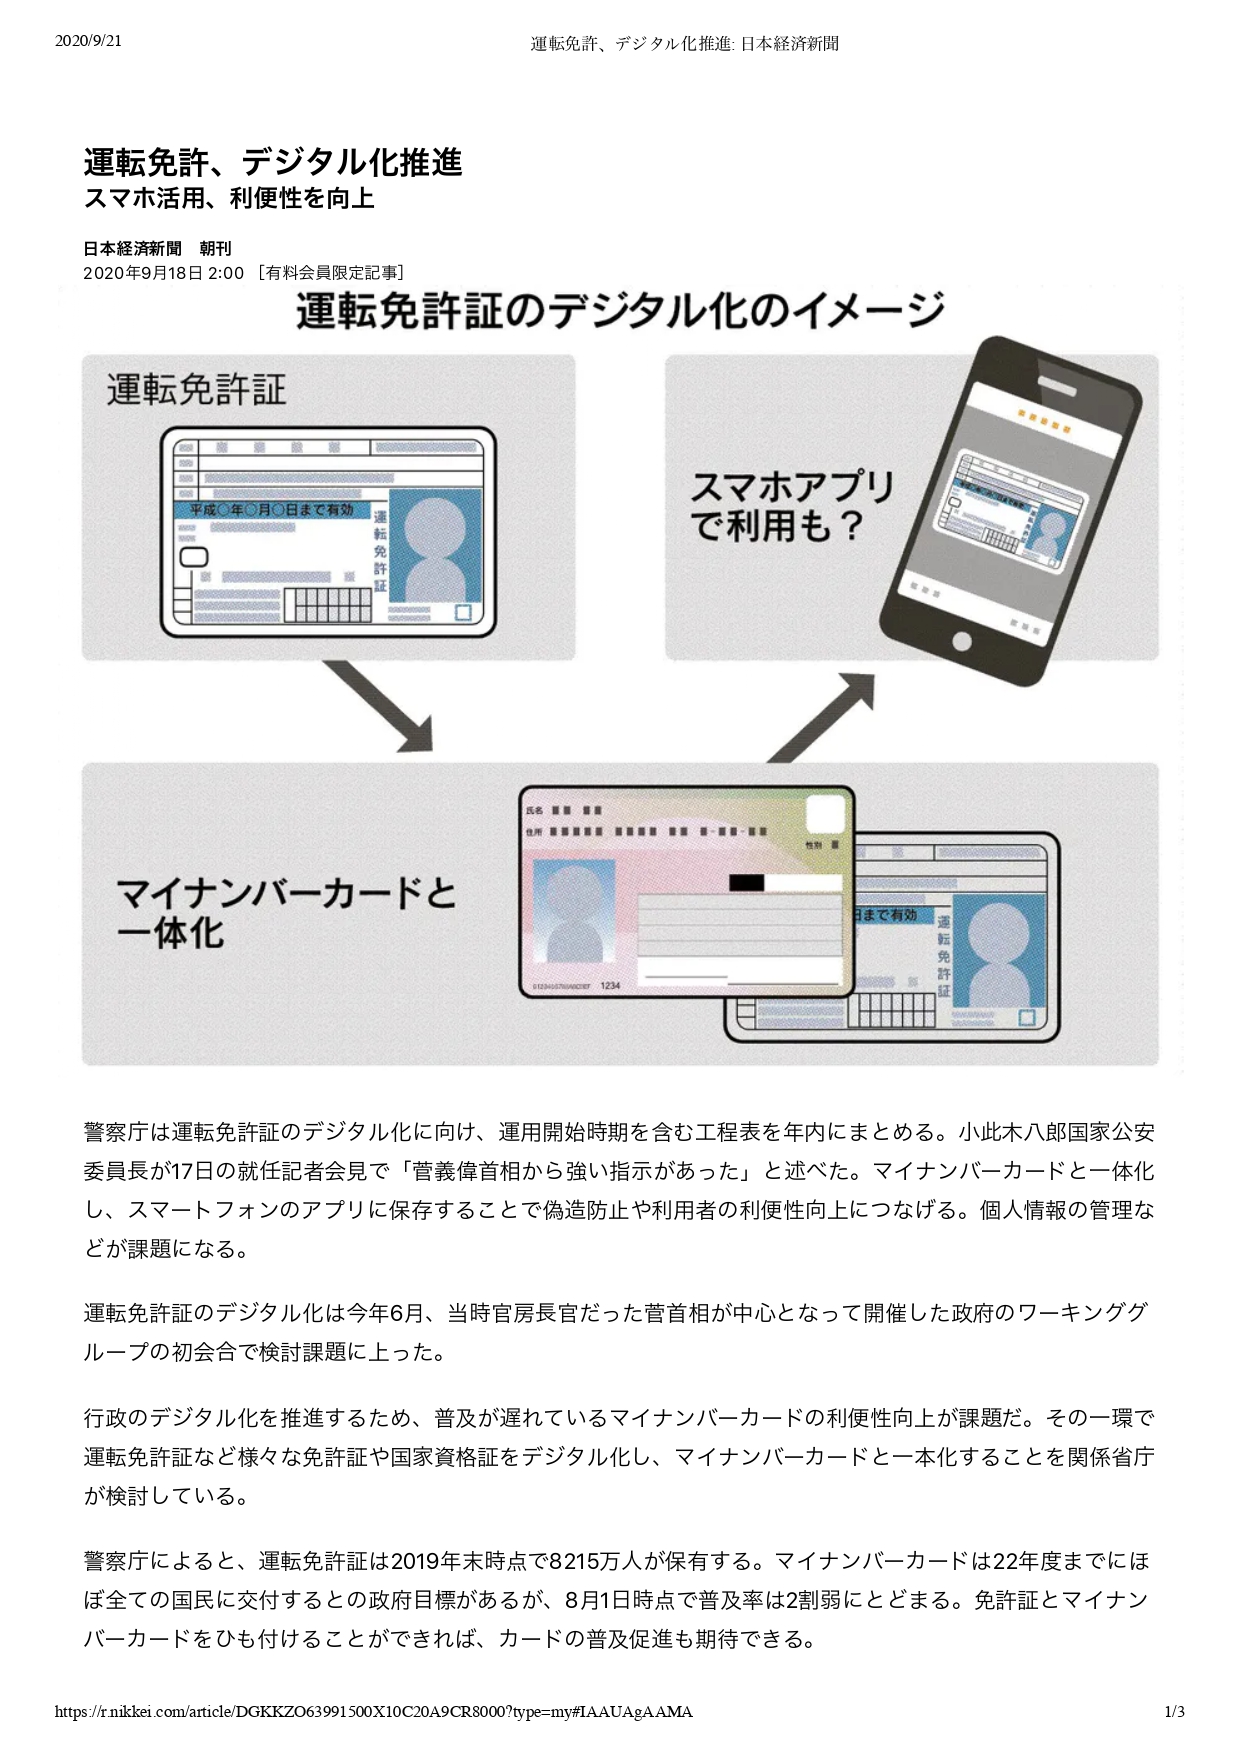 2020/9/21
運転免許、デジタル化推進: 日本経済新聞
運転免許、デジタル化推進
スマホ活用、利便性を向上
日本経済新聞　朝刊
2020年9月18日 2:00 ［有料会員限定記事］
運転免許証のデジタル化のイメージ
運転免許証
平成〇年〇月〇日まで有効
運転免許証
スマホアプリ
で利用も？
マイナンバーカードと
一体化
氏名
住所
性別
1234
日まで有効
運転免許証
警察庁は運転免許証のデジタル化に向け、運用開始時期を含む工程表を年内にまとめる。小此木八郎国家公安
委員長が17日の就任記者会見で「菅義偉首相から強い指示があった」と述べた。マイナンバーカードと一体化
し、スマートフォンのアプリに保存することで偽造防止や利用者の利便性向上につなげる。個人情報の管理な
どが課題になる。
運転免許証のデジタル化は今年6月、当時官房長官だった菅首相が中心となって開催した政府のワーキンググ
ループの初会合で検討課題に上った。
行政のデジタル化を推進するため、普及が遅れているマイナンバーカードの利便性向上が課題だ。その一環で
運転免許証など様々な免許証や国家資格証をデジタル化し、マイナンバーカードと一本化することを関係省庁
が検討している。
警察庁によると、運転免許証は2019年末時点で8215万人が保有する。マイナンバーカードは22年度までにほ
ぼ全ての国民に交付するとの政府目標があるが、8月1日時点で普及率は2割弱にとどまる。免許証とマイナン
バーカードをひも付けることができれば、カードの普及促進も期待できる。
https://r.nikkei.com/article/DGKKZO63991500X10C20A9CR8000?type=my#IAAUAgAAMA
1/3